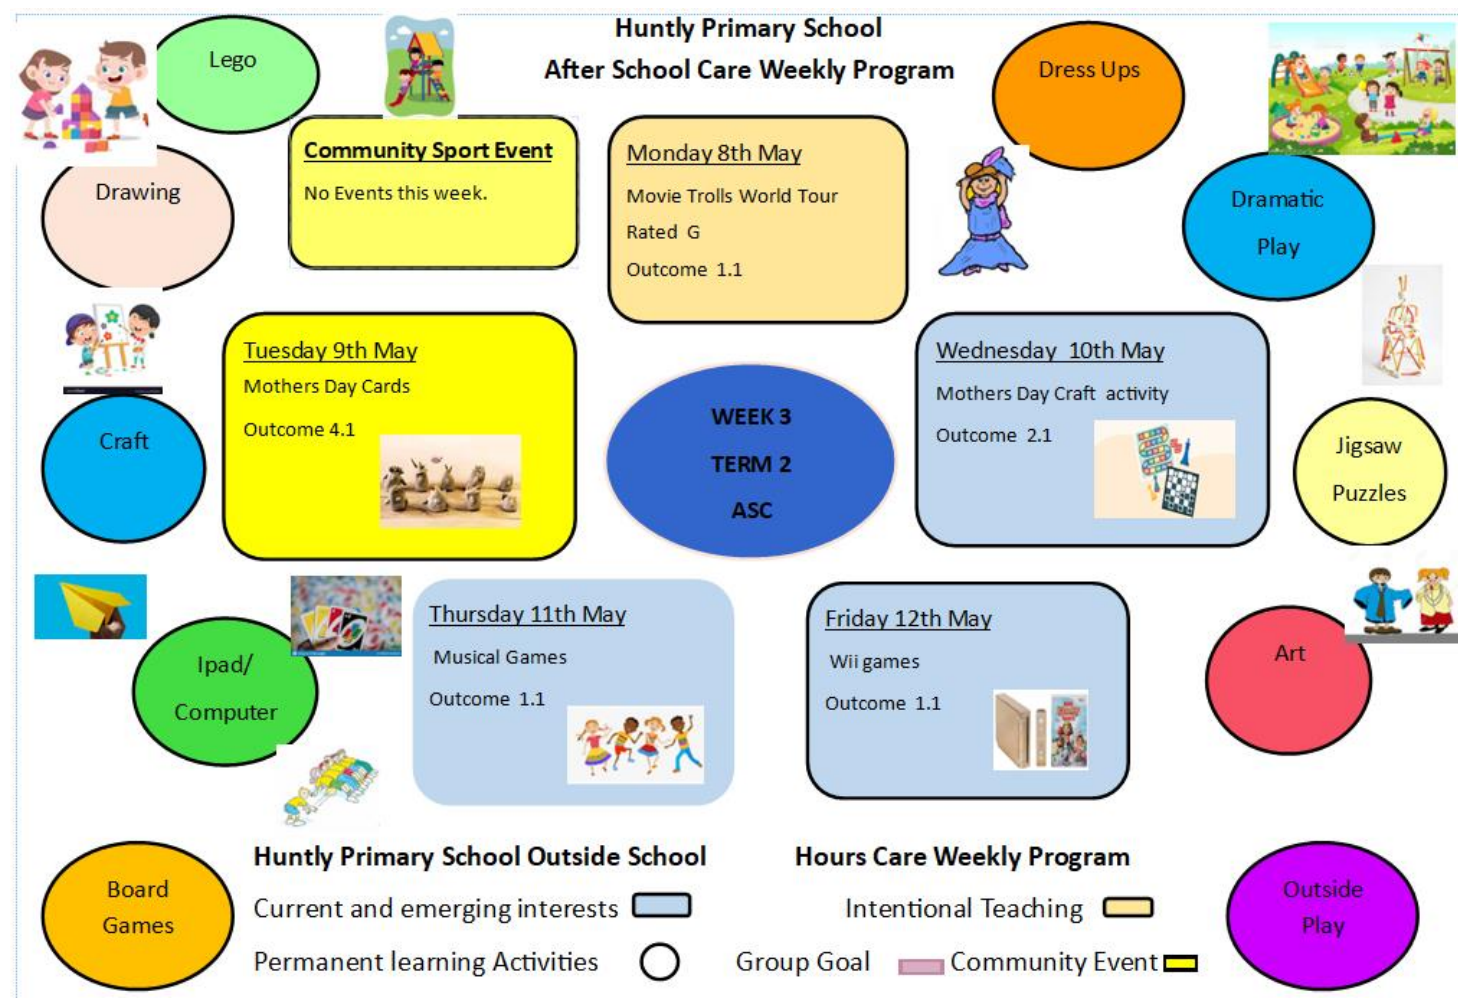 Huntly Primary School
After School Care Weekly Program
Lego
Dress Ups
Drawing
Community Sport Event
No Events this week.
Monday 8th May
Movie Trolls World Tour
Rated G
Outcome 1.1
Dramatic
Play
Craft
Tuesday 9th May
Mothers Day Cards
Outcome 4.1
WEEK 3
TERM 2
ASC
Wednesday 10th May
Mothers Day Craft activity
Outcome 2.1
Jigsaw
Puzzles
Ipad/
Computer
Thursday 11th May
Musical Games
Outcome 1.1
Friday 12th May
Wii games
Outcome 1.1
Art
Board
Games
Huntly Primary School Outside School Hours Care Weekly Program
Current and emerging interests Intentional Teaching
Permanent learning Activities Group Goal Community Event
Outside
Play